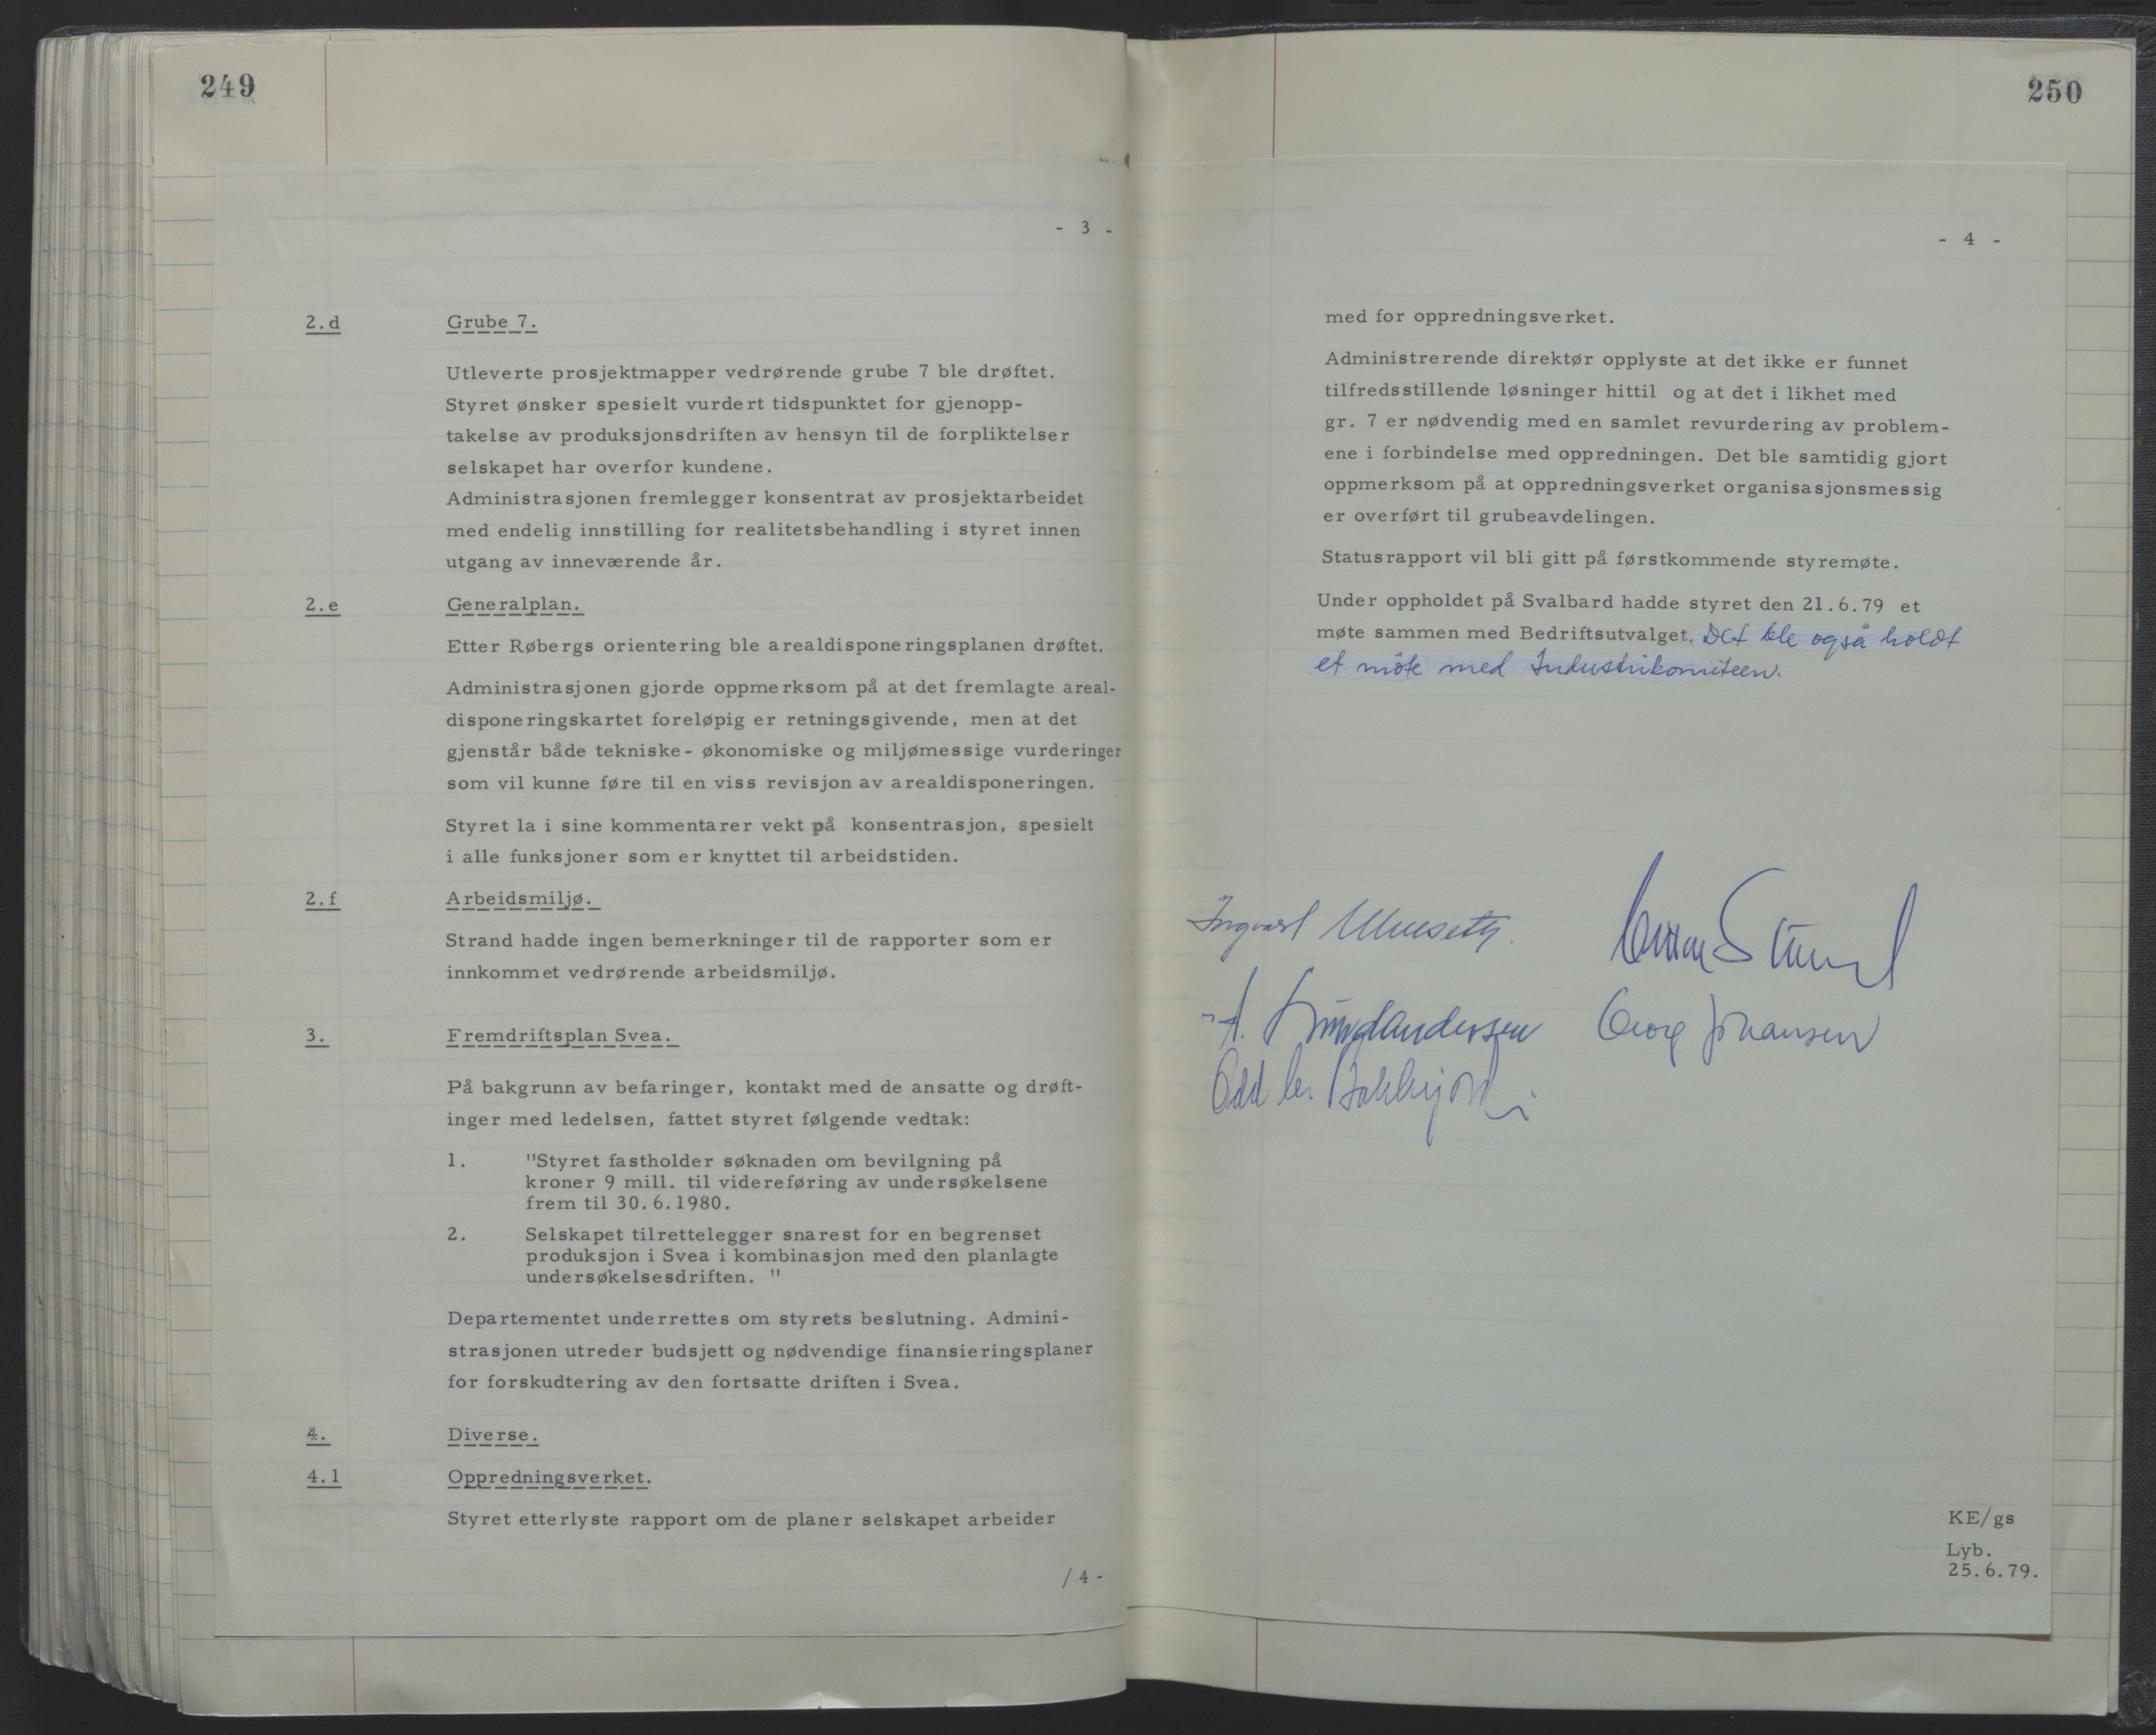 249
- 3 -
2.d Grube 7.
Utleverte prosjektmapper vedrørende grube 7 ble drøftet.
Styret ønsker spesielt vurdert tidspunktet for gjenopp-
takelse av produksjonsdriften av hensyn til de forpliktelser
selskapet har overfor kundene.
Administrasjonen fremlegger konsentrat av prosjektarbeidet
med endelig innstilling for realitetsbehandling i styret innen
utgang av inneværende år.
2.e Generalplan.
Etter Røbergs orientering ble arealdisponeringsplanen drøftet.
Administrasjonen gjorde oppmerksom på at det fremlagte areal-
disponeringskartet foreløpig er retningsgivende, men at det
gjenstår både tekniske- økonomiske og miljømessige vurderinger
som vil kunne føre til en viss revisjon av arealdisponeringen.
Styret la i sine kommentarer vekt på konsentrasjon, spesielt
i alle funksjoner som er knyttet til arbeidstiden.
2.f Arbeidsmiljø.
Strand hadde ingen bemerkninger til de rapporter som er
innkommet vedrørende arbeidsmiljø.
3. Fremdriftsplan Svea.
På bakgrunn av befaringer, kontakt med de ansatte og drøft-
inger med ledelsen, fattet styret følgende vedtak:
1. "Styret fastholder søknaden om bevilgning på
kroner 9 mill. til videreføring av undersøkelsene
frem til 30.6.1980.
2. Selskapet tilrettelegger snarest for en begrenset
produksjon i Svea i kombinasjon med den planlagte
undersøkelsesdriften. "
Departementet underrettes om styrets beslutning. Admini-
strasjonen utreder budsjett og nødvendige finansieringsplaner
for forskudtering av den fortsatte driften i Svea.
4. Diverse.
4.1 Oppredningsverket.
Styret etterlyste rapport om de planer selskapet arbeider
/ 4 -
250
- 4 -
med for oppredningsverket.
Administrerende direktør opplyste at det ikke er funnet
tilfredsstillende løsninger hittil og at det i likhet med
gr. 7 er nødvendig med en samlet revurdering av problem-
ene i forbindelse med oppredningen. Det ble samtidig gjort
oppmerksom på at oppredningsverket organisasjonsmessig
er overført til grubeavdelingen.
Statusrapport vil bli gitt på førstkommende styremøte.
Under oppholdet på Svalbard hadde styret den 21.6.79 et
møte sammen med Bedriftsutvalget. Det ble også holdt
et möte med Industrikomiteen.
Ingvart
Georg Johansen
Odd
KE/gs
Lyb.
25.6.79.